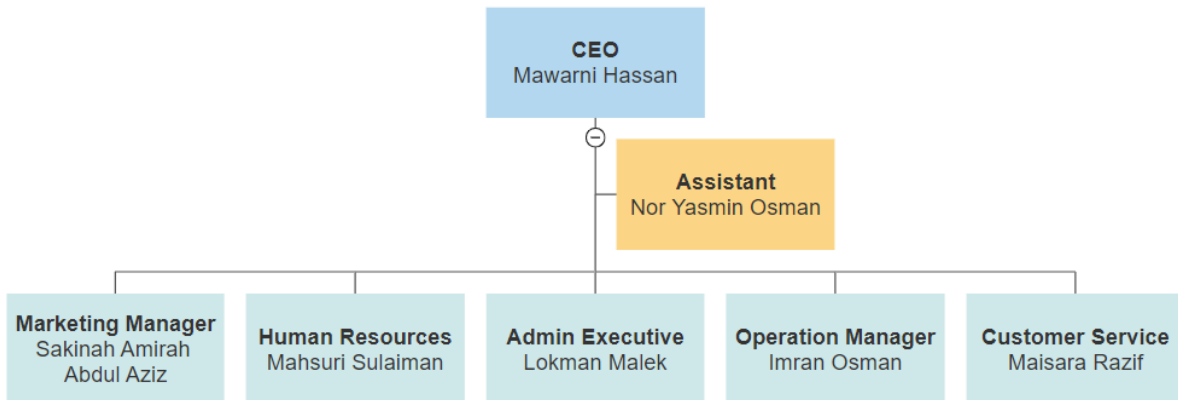 CEO
Mawarni Hassan
Assistant
Nor Yasmin Osman
Marketing Manager
Sakinah Amirah
Abdul Aziz
Human Resources
Mahsuri Sulaiman
Admin Executive
Lokman Malek
Operation Manager
Imran Osman
Customer Service
Maisara Razif